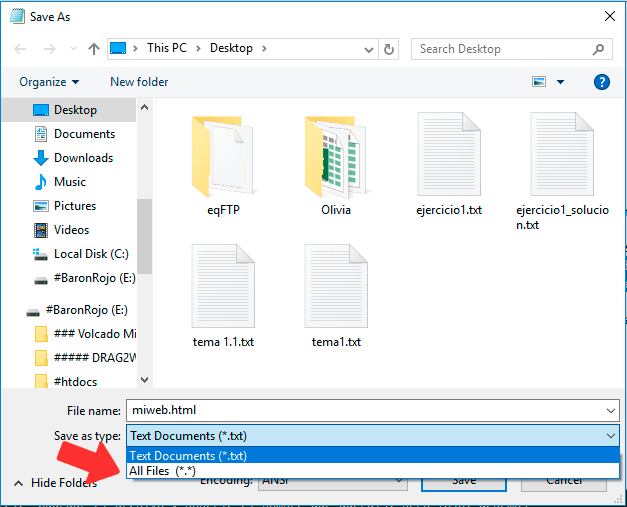 Save As
This PC > Desktop >
Search Desktop
Organize
New folder
?
Desktop
Documents
Downloads
Music
Pictures
Videos
Local Disk (C:)
#BaronRojo (E:)
#BaronRojo (E:)
### Volcado Mi
##### DRAG2W
#htdocs
eqFTP
Olivia
ejercicio1.txt
ejercicio1_solucio
n.txt
tema 1.1.txt
tema1.txt
File name: miweb.html
Save as type: Text Documents (*.txt)
Text Documents (*.txt)
All Files (*.*)
Hide Folders
Encoding: ANSI
Save
Cancel